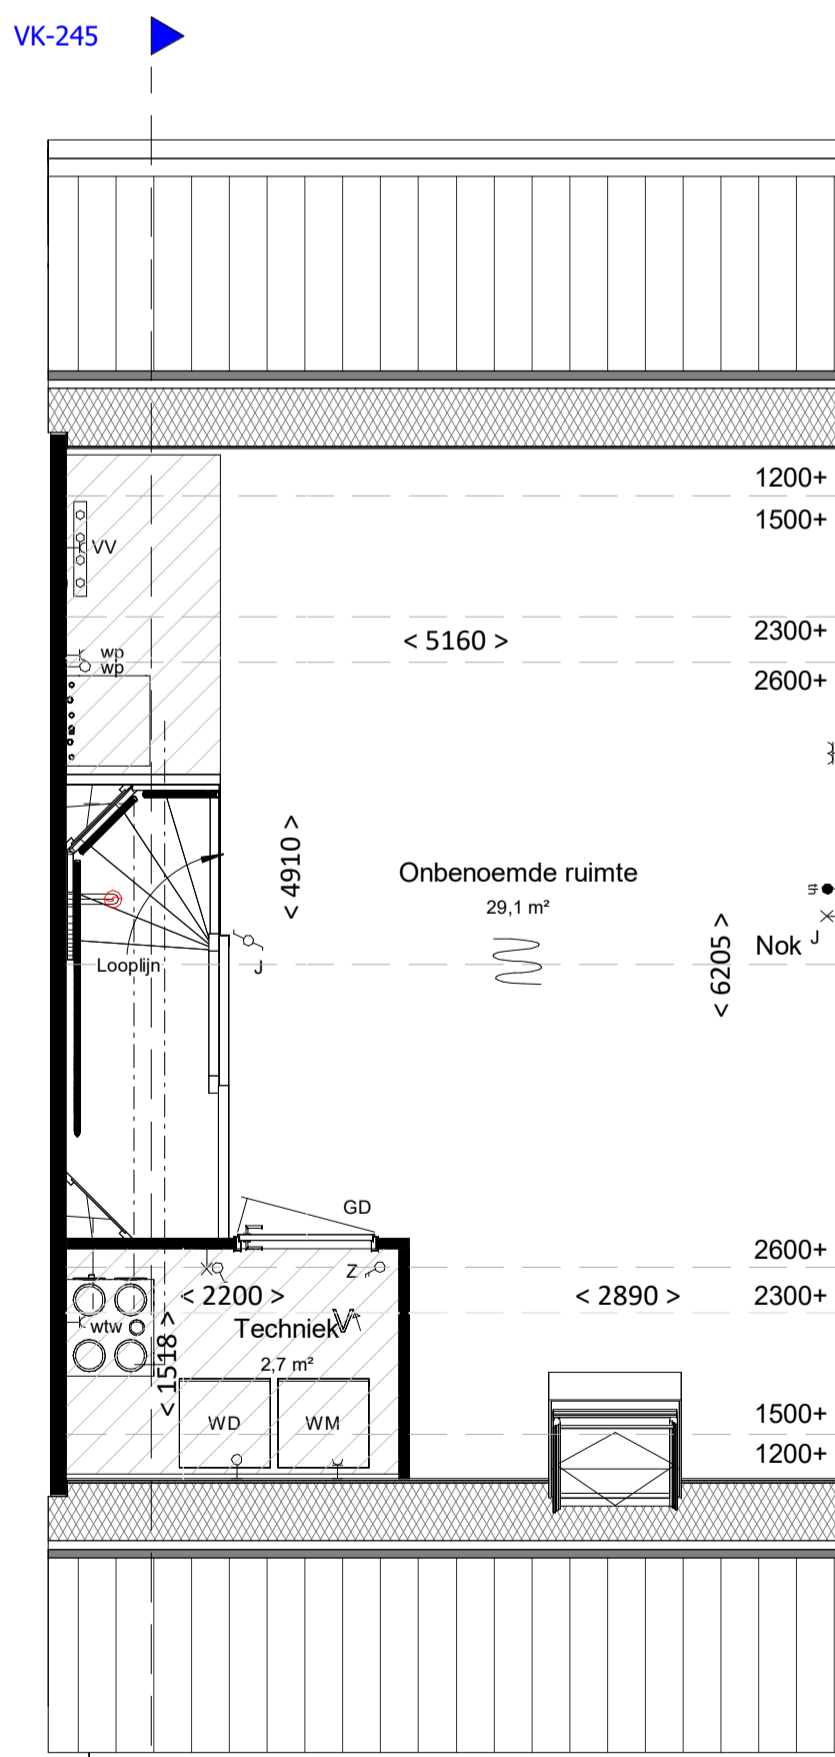 VK-245
1200+
1500+
VV
2300+
< 5160 >
wp
wp
2600+
< 4910 >
Onbenoemde ruimte
29,1 m²
th
J
Nok
< 6205 >
Looplijn
J
GD
2600+
Z
< 2200 >
< 2890 >
2300+
wtw
Techniek
V
< 1518 >
2,7 m²
1500+
WD
WM
1200+